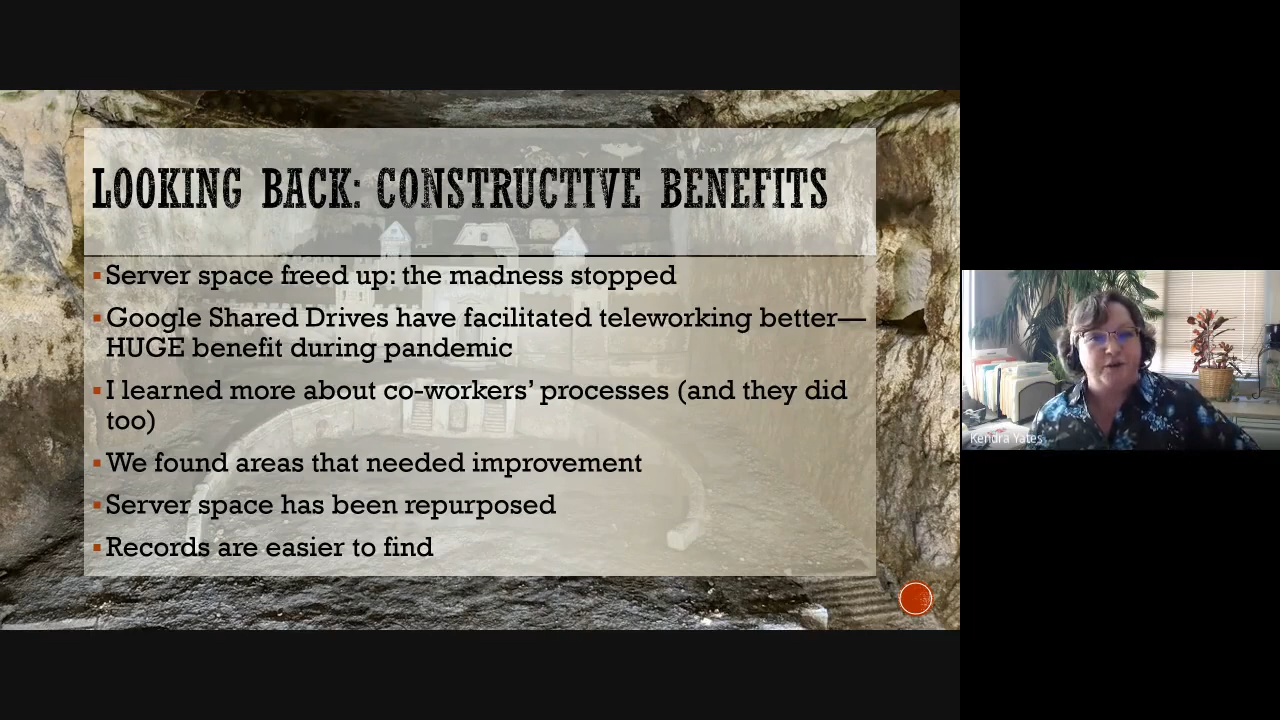 LOOKING BACK: CONSTRUCTIVE BENEFITS
▪Server space freed up: the madness stopped
▪Google Shared Drives have facilitated teleworking better—
HUGE benefit during pandemic
▪I learned more about co-workers’ processes (and they did
too)
▪We found areas that needed improvement
▪Server space has been repurposed
▪Records are easier to find
Kendra Yates